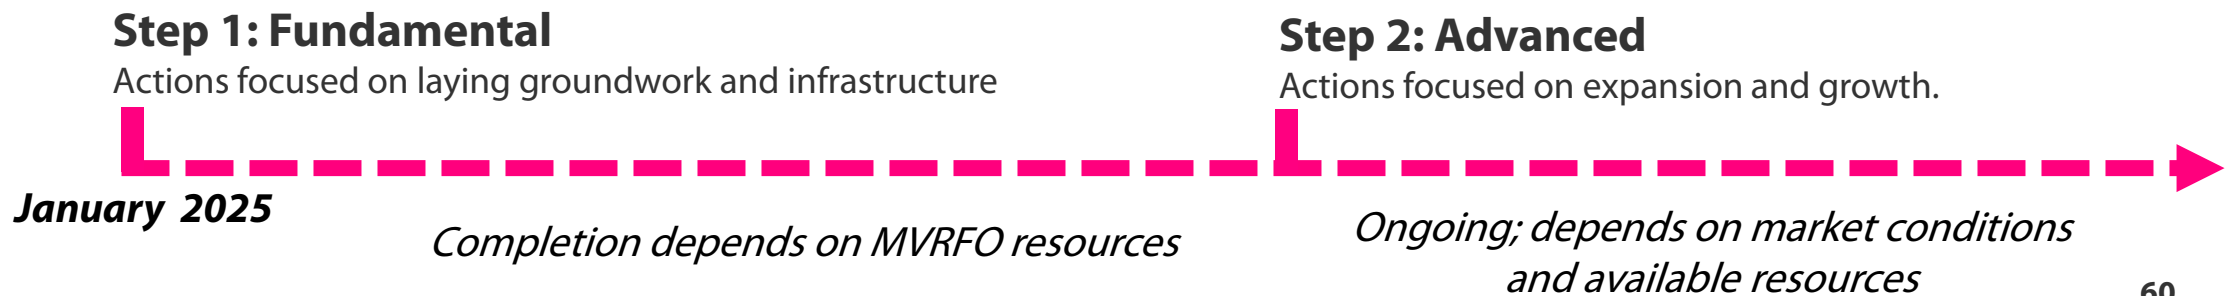 Step 1: Fundamental
Actions focused on laying groundwork and infrastructure
Step 2: Advanced
Actions focused on expansion and growth.
January 2025
Completion depends on MVRFO resources
Ongoing; depends on market conditions
and available resources
60